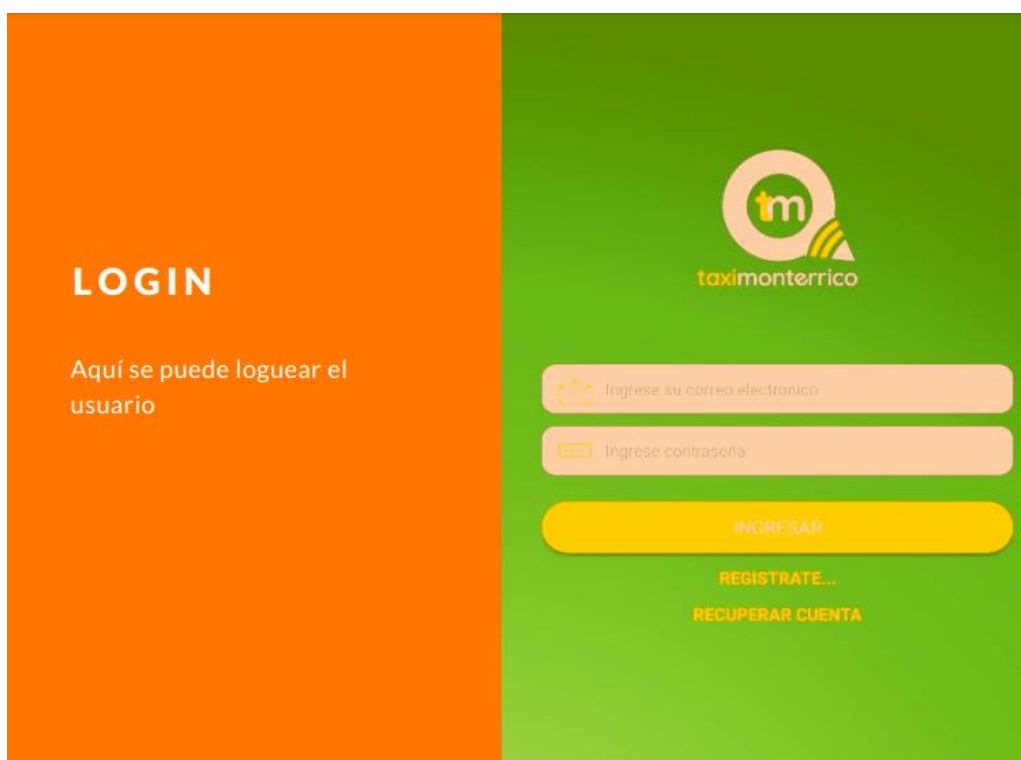 LOGIN
Aquí se puede loguear el
usuario
tm
taximonterrico
Ingrese su correo electronico
Ingrese contraseña
INGRESAR
REGISTRATE...
RECUPERAR CUENTA